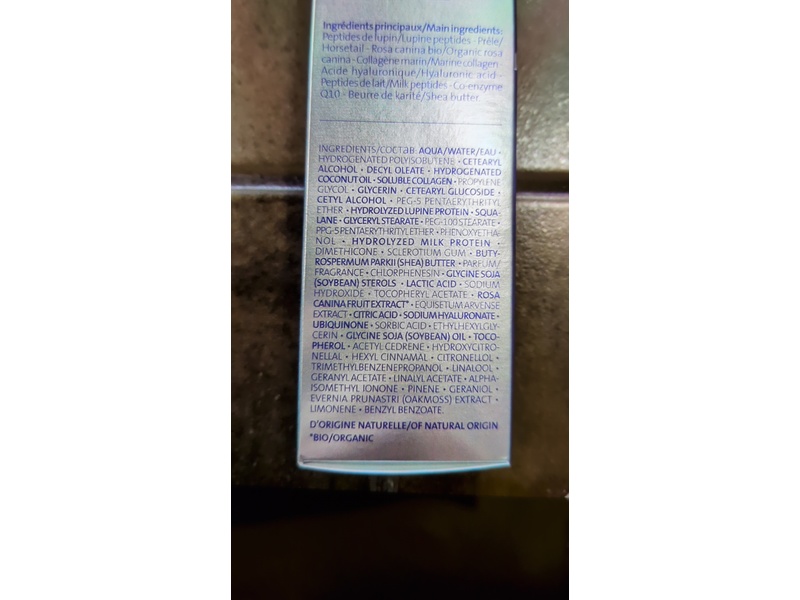 Ingrédients principaux/Main ingredients:
Peptides de lupin/Lupine peptides - Prêle/
Horsetail - Rosa canina bio/Organic rosa
canina - Collagène marin/Marine collagen -
Acide hyaluronique/Hyaluronic acid -
Peptides de lait/Milk peptides - Co-enzyme
Q10 - Beurre de karité/Shea butter.
INGREDIENTS/СОСТАВ: AQUA/WATER/EAU •
HYDROGENATED POLYISOBUTENE • CETEARYL
ALCOHOL • DECYL OLEATE • HYDROGENATED
COCONUT OIL • SOLUBLE COLLAGEN • PROPYLENE
GLYCOL • GLYCERIN • CETEARYL GLUCOSIDE •
CETYL ALCOHOL • PEG-5 PENTAERYTHRITYL
ETHER • HYDROLYZED LUPINE PROTEIN • SQUA-
LANE • GLYCERYL STEARATE • PEG-100 STEARATE •
PPG-5 PENTAERYTHRITYL ETHER • PHENOXYETHA-
NOL • HYDROLYZED MILK PROTEIN •
DIMETHICONE • SCLEROTIUM GUM • BUTY-
ROSPERMUM PARKII (SHEA) BUTTER • PARFUM/
FRAGRANCE • CHLORPHENESIN • GLYCINE SOJA
(SOYBEAN) STEROLS • LACTIC ACID • SODIUM
HYDROXIDE • TOCOPHERYL ACETATE • ROSA
CANINA FRUIT EXTRACT* • EQUISETUM ARVENSE
EXTRACT • CITRIC ACID • SODIUM HYALURONATE •
UBIQUINONE • SORBIC ACID • ETHYLHEXYLGLY-
CERIN • GLYCINE SOJA (SOYBEAN) OIL • TOCO-
PHEROL • ACETYL CEDRENE • HYDROXYCITRO-
NELLAL • HEXYL CINNAMAL • CITRONELLOL •
TRIMETHYLBENZENEPROPANOL • LINALOOL •
GERANYL ACETATE • LINALYL ACETATE • ALPHA-
ISOMETHYL IONONE • PINENE • GERANIOL •
EVERNIA PRUNASTRI (OAKMOSS) EXTRACT •
LIMONENE • BENZYL BENZOATE.
D'ORIGINE NATURELLE/OF NATURAL ORIGIN
*BIO/ORGANIC